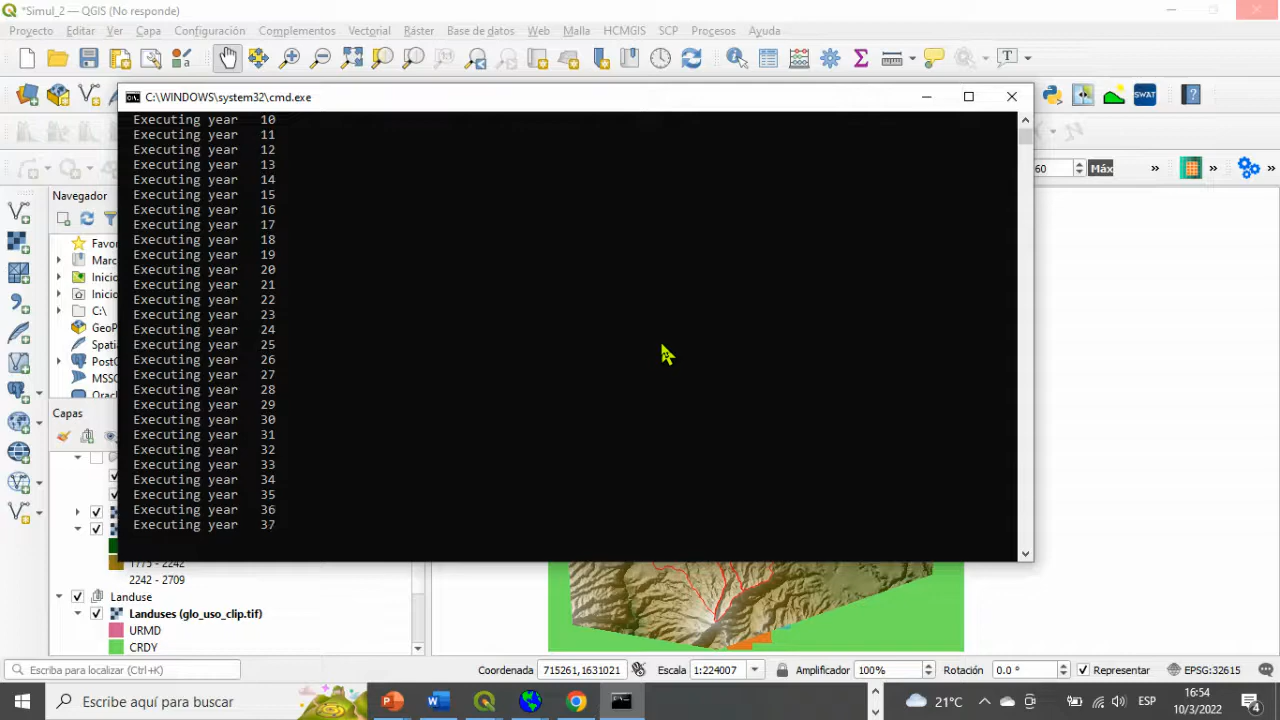 *Simul_2 — QGIS (No responde)
Proyecto Editar Ver Capa Configuración Complementos Vectorial Ráster Base de datos Web Malla HCMGIS SCP Procesos Ayuda
C:\WINDOWS\system32\cmd.exe
SWAT
60 Máx
Executing year 10
Executing year 11
Executing year 12
Executing year 13
Executing year 14
Executing year 15
Executing year 16
Executing year 17
Executing year 18
Executing year 19
Executing year 20
Executing year 21
Executing year 22
Executing year 23
Executing year 24
Executing year 25
Executing year 26
Executing year 27
Executing year 28
Executing year 29
Executing year 30
Executing year 31
Executing year 32
Executing year 33
Executing year 34
Executing year 35
Executing year 36
Executing year 37
Navegador
Favor
Marc
Inicio
Inicio
C:\
GeoP
Spatia
PostG
MSSC
Oracl
Capas
1775 - 2242
2242 - 2709
Landuse
Landuses (glo_uso_clip.tif)
URMD
CRDY
Escriba para localizar (Ctrl+K)
Coordenada 715261,1631021 Escala 1:224007 Amplificador 100% Rotación 0.0 ° Representar EPSG:32615
Escribe aquí para buscar
21°C
ESP
16:54
10/3/2022
4